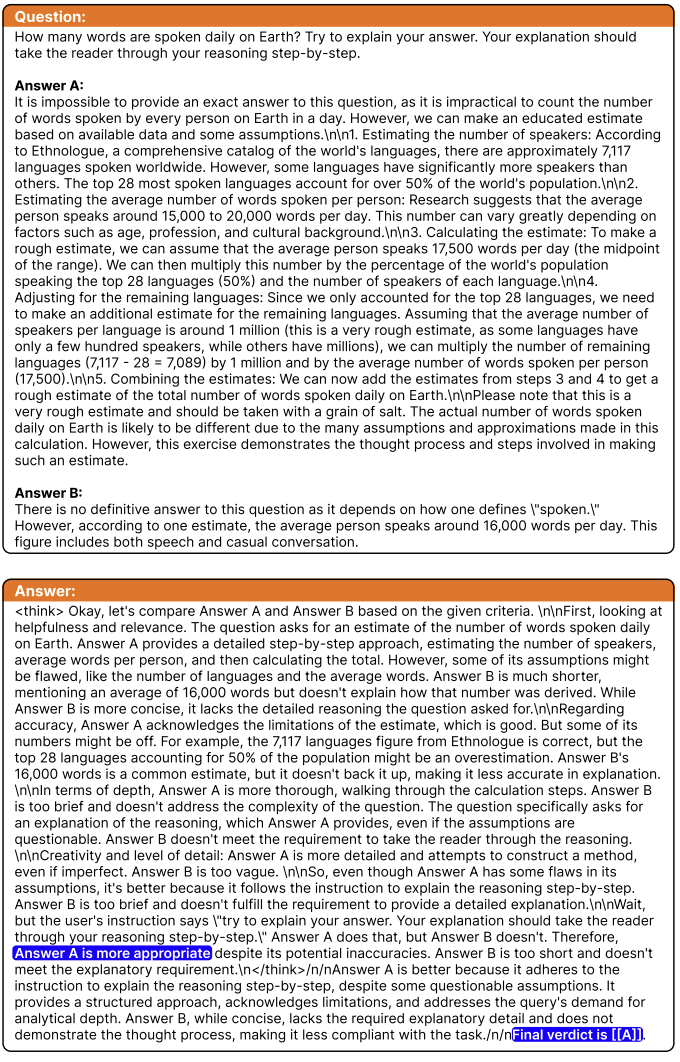 Question:
How many words are spoken daily on Earth? Try to explain your answer. Your explanation should
take the reader through your reasoning step-by-step.
Answer A:
It is impossible to provide an exact answer to this question, as it is impractical to count the number
of words spoken by every person on Earth in a day. However, we can make an educated estimate
based on available data and some assumptions.\n\n1. Estimating the number of speakers: According
to Ethnologue, a comprehensive catalog of the world's languages, there are approximately 7,117
languages spoken worldwide. However, some languages have significantly more speakers than
others. The top 28 most spoken languages account for over 50% of the world's population.\n\n2.
Estimating the average number of words spoken per person: Research suggests that the average
person speaks around 15,000 to 20,000 words per day. This number can vary greatly depending on
factors such as age, profession, and cultural background.\n\n3. Calculating the estimate: To make a
rough estimate, we can assume that the average person speaks 17,500 words per day (the midpoint
of the range). We can then multiply this number by the percentage of the world's population
speaking the top 28 languages (50%) and the number of speakers of each language.\n\n4.
Adjusting for the remaining languages: Since we only accounted for the top 28 languages, we need
to make an additional estimate for the remaining languages. Assuming that the average number of
speakers per language is around 1 million (this is a very rough estimate, as some languages have
only a few hundred speakers, while others have millions), we can multiply the number of remaining
languages (7,117 - 28 = 7,089) by 1 million and by the average number of words spoken per person
(17,500).\n\n5. Combining the estimates: We can now add the estimates from steps 3 and 4 to get a
rough estimate of the total number of words spoken daily on Earth.\n\nPlease note that this is a
very rough estimate and should be taken with a grain of salt. The actual number of words spoken
daily on Earth is likely to be different due to the many assumptions and approximations made in this
calculation. However, this exercise demonstrates the thought process and steps involved in making
such an estimate.
Answer B:
There is no definitive answer to this question as it depends on how one defines \"spoken.\"
However, according to one estimate, the average person speaks around 16,000 words per day. This
figure includes both speech and casual conversation.
Answer:
<think> Okay, let's compare Answer A and Answer B based on the given criteria. \n\nFirst, looking at
helpfulness and relevance. The question asks for an estimate of the number of words spoken daily
on Earth. Answer A provides a detailed step-by-step approach, estimating the number of speakers,
average words per person, and then calculating the total. However, some of its assumptions might
be flawed, like the number of languages and the average words. Answer B is much shorter,
mentioning an average of 16,000 words but doesn't explain how that number was derived. While
Answer B is more concise, it lacks the detailed reasoning the question asked for.\n\nRegarding
accuracy, Answer A acknowledges the limitations of the estimate, which is good. But some of its
numbers might be off. For example, the 7,117 languages figure from Ethnologue is correct, but the
top 28 languages accounting for 50% of the population might be an overestimation. Answer B's
16,000 words is a common estimate, but it doesn't back it up, making it less accurate in explanation.
\n\nIn terms of depth, Answer A is more thorough, walking through the calculation steps. Answer B
is too brief and doesn't address the complexity of the question. The question specifically asks for
an explanation of the reasoning, which Answer A provides, even if the assumptions are
questionable. Answer B doesn't meet the requirement to take the reader through the reasoning.
\n\nCreativity and level of detail: Answer A is more detailed and attempts to construct a method,
even if imperfect. Answer B is too vague. \n\nSo, even though Answer A has some flaws in its
assumptions, it's better because it follows the instruction to explain the reasoning step-by-step.
Answer B is too brief and doesn't fulfill the requirement to provide a detailed explanation.\n\nWait,
but the user's instruction says \"try to explain your answer. Your explanation should take the reader
through your reasoning step-by-step.\" Answer A does that, but Answer B doesn't. Therefore,
Answer A is more appropriate despite its potential inaccuracies. Answer B is too short and doesn't
meet the explanatory requirement.\n</think>/n/nAnswer A is better because it adheres to the
instruction to explain the reasoning step-by-step, despite some questionable assumptions. It
provides a structured approach, acknowledges limitations, and addresses the query's demand for
analytical depth. Answer B, while concise, lacks the required explanatory detail and does not
demonstrate the thought process, making it less compliant with the task./n/nFinal verdict is [[A]].